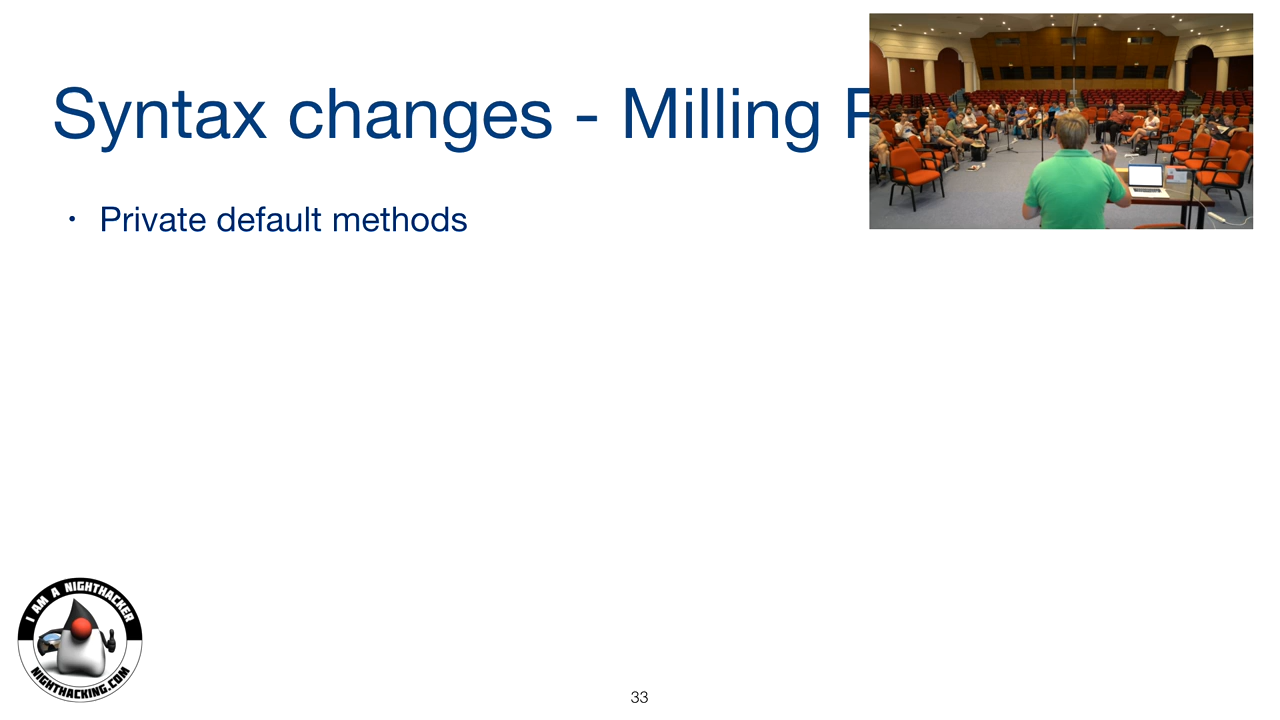 Syntax changes - Milling P
• Private default methods
I AM A NIGHTHACKER
NIGHTHACKING.COM
33